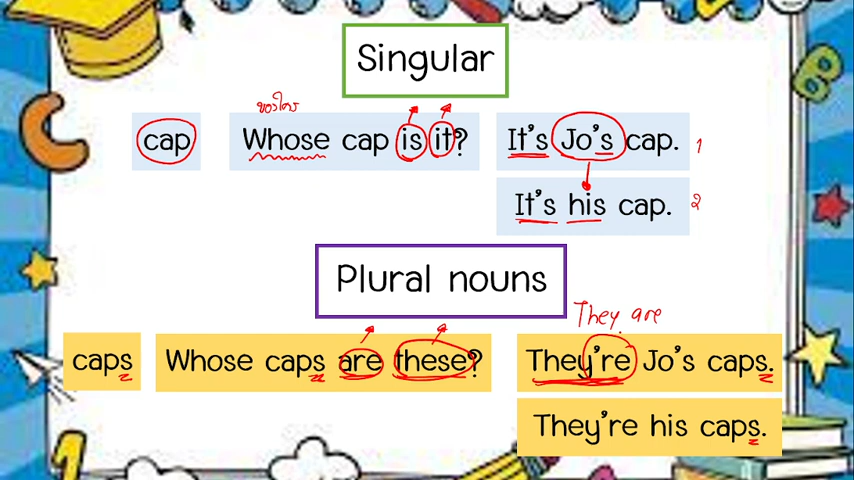 Singular
ของใคร
cap Whose cap is it? It's Jo's cap. 1
It's his cap. 2
Plural nouns
They are
caps Whose caps are these? They're Jo's caps.
They're his caps.